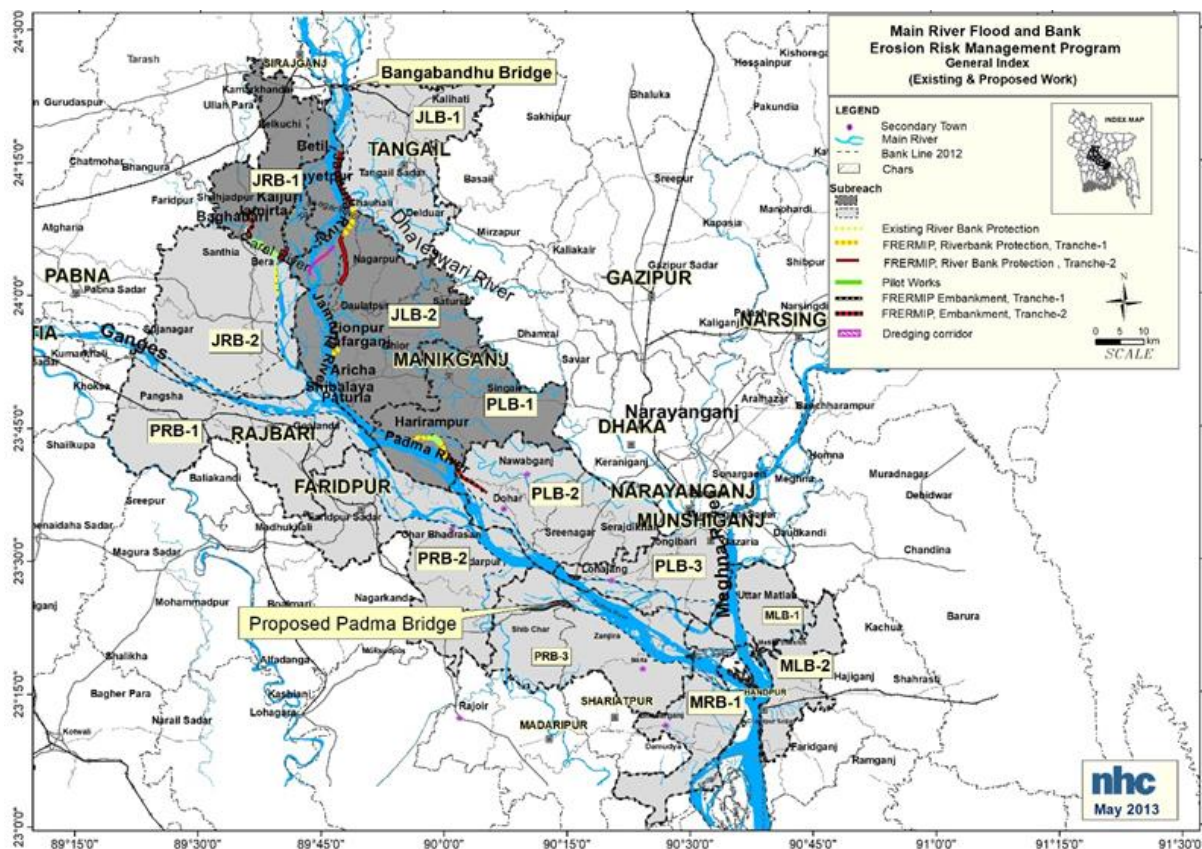 Main River Flood and Bank
Erosion Risk Management Program
General Index
(Existing & Proposed Work)
LEGEND
Secondary Town
Main River
Bank Line 2012
Chars
Subreach
Existing River Bank Protection
FRERMIP, Riverbank Protection, Tranche-1
FRERMIP, River Bank Protection , Tranche-2
Pilot Works
FRERMIP Embankment, Tranche-1
FRERMIP, Embankment, Tranche-2
Dredging corridor
INDEX MAP
N
0 5 10
km
SCALE
24°30'0
24°15'0
24°0'0
23°45'0
23°30'0
23°15'0
23°0'0
Tarash
SIRAJGANJ
Bangabandhu Bridge
Kishorega
Hossainpur
Kamarkhanda
Gurudaspur
Ullah Para
Kalihati
Bhaluka
Pakundia
JLB-1
Sakhipur
Betil
Chatmohar
Bhangura
TANGAIL
Tangail Sadar
Basail
Sreepur
JRB-1
Faridpur
Shahjadpur
Kaijuri
Chauhali
Delduar
Kapasia
Manohardi
Atgharia
Mirzapur
Kaliakair
Shibpur
Santhia
Bera
Nagarpur
Dhaleswari River
Gazipur Sadar
PABNA
Pabna Sadar
GAZIPUR
Daulatpur
JLB-2
Narsingdi
Kaliganj
NARSING
Ganges
Sujanagar
JRB-2
Dhamrai
Savar
MANIKGANJ
Kumarkhali
Khoksa
Aricha
Shibalaya
Paturia
Singair
PLB-1
Pangsha
Araihazar
Banchharampur
PRB-1
RAJBARI
Harirampur
Narayanganj
DHAKA
Shailkupa
Padma River
Homna
Nawabganj
Keraniganj
Sonargaon
Muradnagar
Baliakandi
Meghna
Sreepur
FARIDPUR
Faridpur Sadar
Dohar
PLB-2
NARAYANGANJ
Debidwar
Madhukhali
Sreenagar
Serajdikhan
MUNSHIGANJ
Daudkandi
Char Bhadrasan
Tongibari
Chandina
Magura Sadar
PRB-2
Lohajang
PLB-3
Meghna River
Mohammadpur
Nagarkanda
Uttar Matlab
MLB-1
Barura
Proposed Padma Bridge
Shib Char
Zanjira
Kachua
Shalikha
Alfadanga
PRB-3
MLB-2
Hajiganj
Shahrasti
Bagher Para
Kashiani
SHARIATPUR
MRB-1
Narail Sadar
Lohagara
Rajoir
MADARIPUR
Kotwali
Damudya
Faridganj
Ramganj
nhc
May 2013
89°15'0"E
89°30'0"E
89°45'0"E
90°0'0"E
90°15'0"E
90°30'0"E
90°45'0"E
91°0'0"E
91°15'0"E